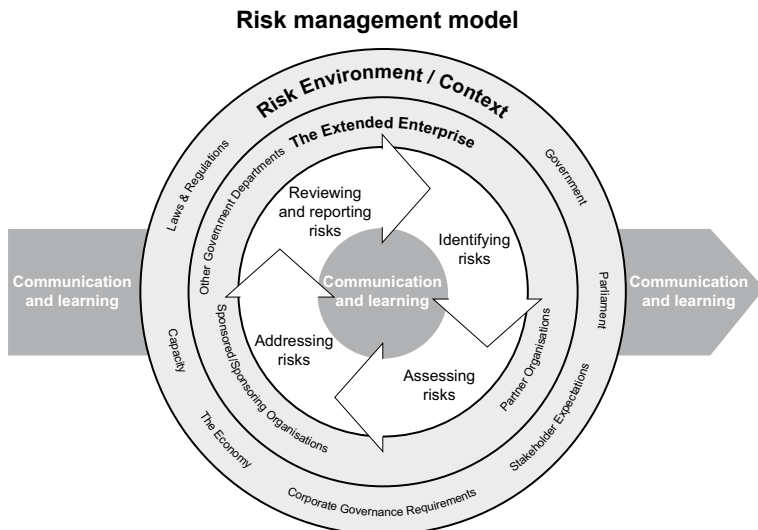 Risk management model
Risk Environment / Context
The Extended Enterprise
Laws & Regulations
Government
Other Government Departments
Reviewing
and reporting
risks
Identifying
risks
Communication
and learning
Communication
and learning
Communication
and learning
Parliament
Capacity
Sponsored/Sponsoring Organisations
Addressing
risks
Assessing
risks
Partner Organisations
The Economy
Stakeholder Expectations
Corporate Governance Requirements